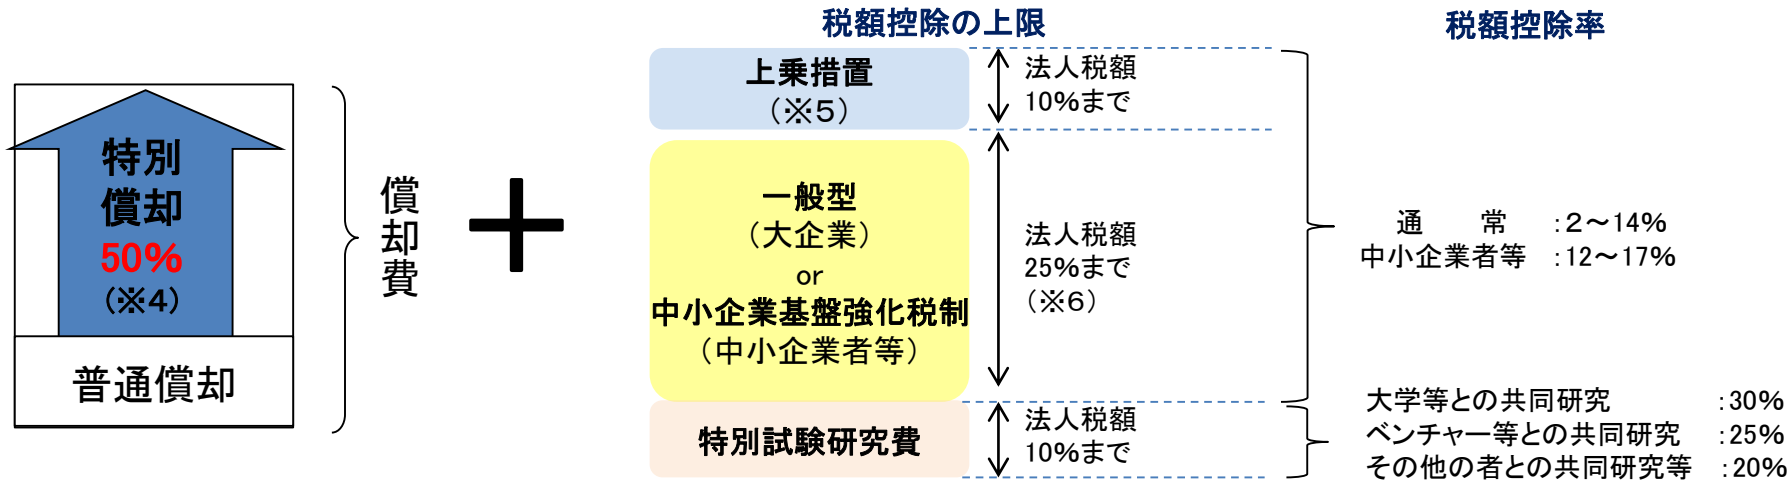 税額控除の上限
税額控除率
特別
償却
50%
(※4)
普通償却
償却費
上乗措置
(※5)
法人税額
10%まで
一般型
(大企業)
or
中小企業基盤強化税制
(中小企業者等)
法人税額
25%まで
(※6)
特別試験研究費
法人税額
10%まで
通　　常　:2～14%
中小企業者等　:12～17%
大学等との共同研究　:30%
ベンチャー等との共同研究　:25%
その他の者との共同研究等　:20%